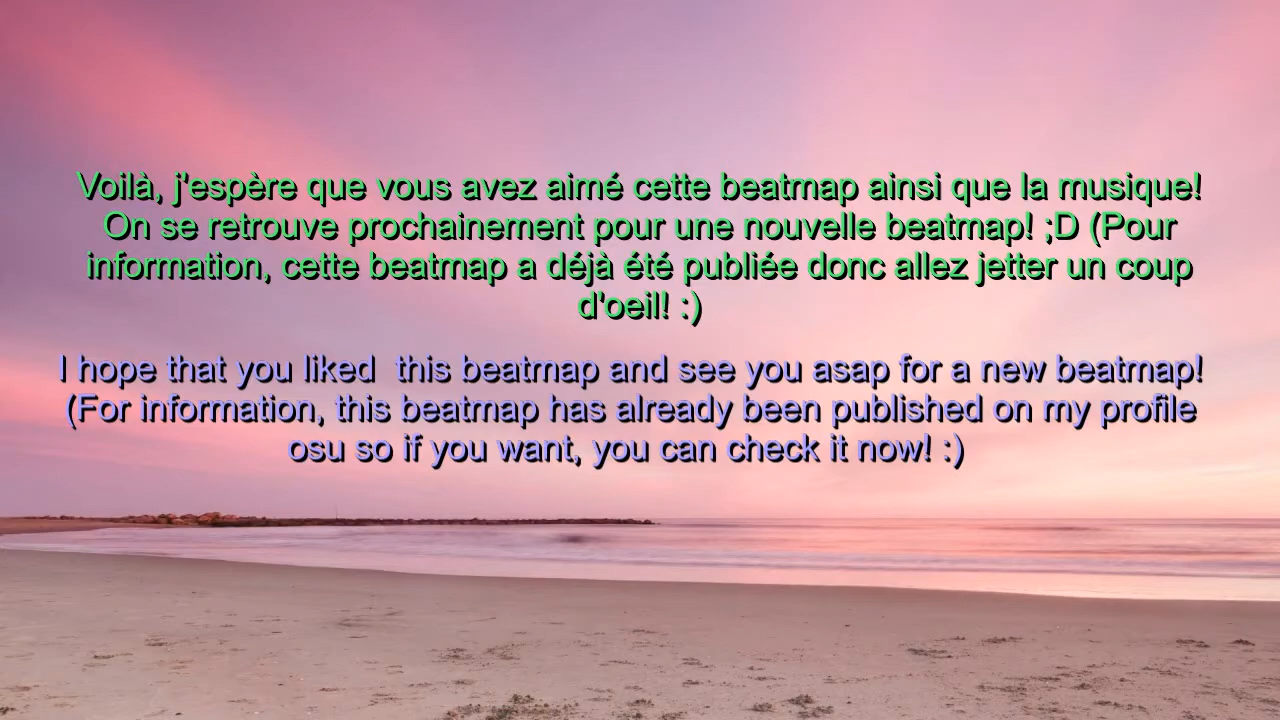 Voilà, j'espère que vous avez aimé cette beatmap ainsi que la musique!
On se retrouve prochainement pour une nouvelle beatmap! ;D (Pour
information, cette beatmap a déjà été publiée donc allez jetter un coup
d'oeil! :)
I hope that you liked  this beatmap and see you asap for a new beatmap!
(For information, this beatmap has already been published on my profile
osu so if you want, you can check it now! :)